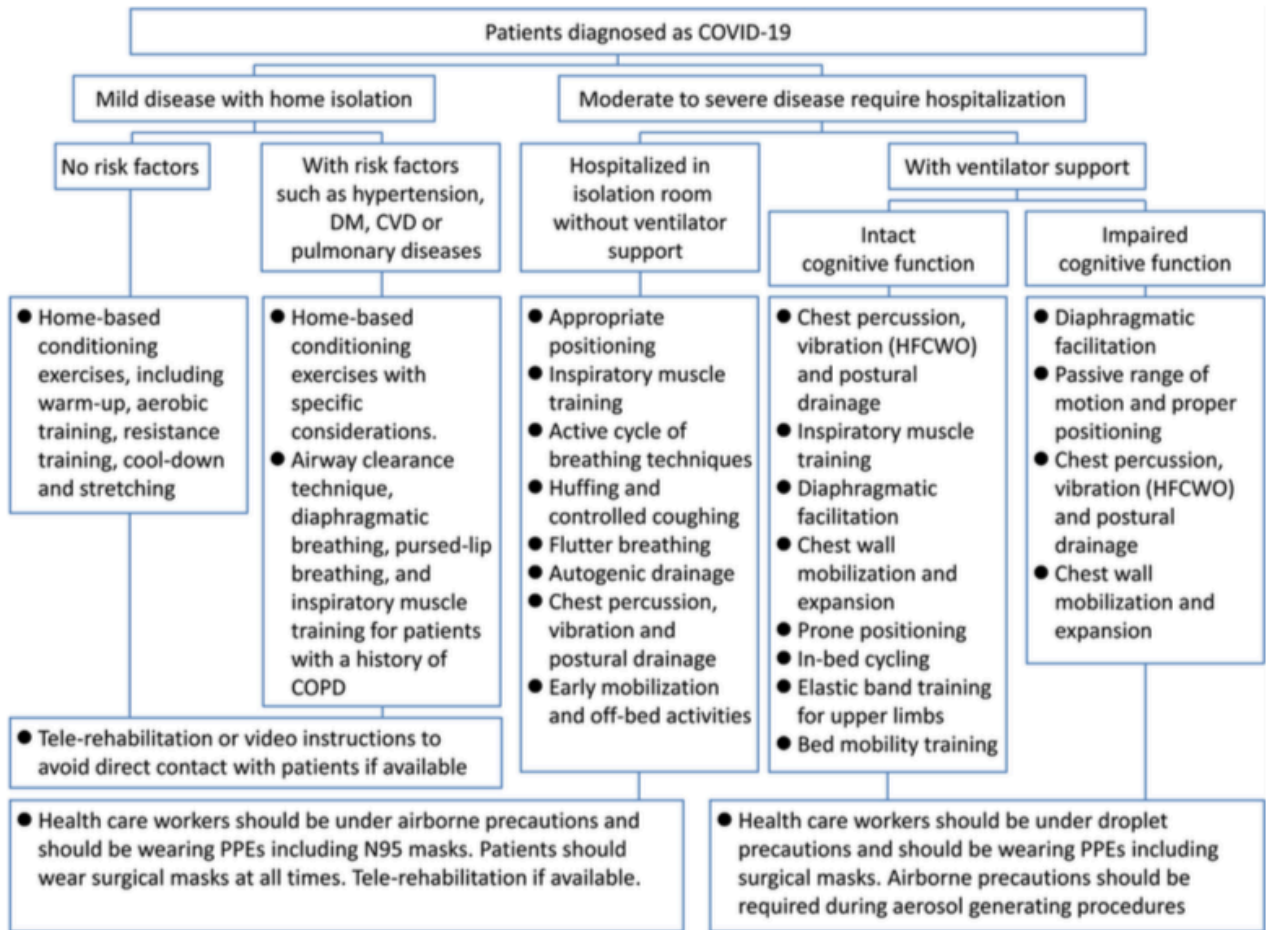 Patients diagnosed as COVID-19
Mild disease with home isolation
Moderate to severe disease require hospitalization
No risk factors
With risk factors
such as hypertension,
DM, CVD or
pulmonary diseases
Hospitalized in
isolation room
without ventilator
support
With ventilator support
Intact
cognitive function
Impaired
cognitive function
● Home-based
conditioning
exercises, including
warm-up, aerobic
training, resistance
training, cool-down
and stretching
● Home-based
conditioning
exercises with
specific
considerations.
● Airway clearance
technique,
diaphragmatic
breathing, pursed-lip
breathing, and
inspiratory muscle
training for patients
with a history of
COPD
● Appropriate
positioning
● Inspiratory muscle
training
● Active cycle of
breathing techniques
● Huffing and
controlled coughing
● Flutter breathing
● Autogenic drainage
● Chest percussion,
vibration and
postural drainage
● Early mobilization
and off-bed activities
● Chest percussion,
vibration (HFCWO)
and postural
drainage
● Inspiratory muscle
training
● Diaphragmatic
facilitation
● Chest wall
mobilization and
expansion
● Prone positioning
● In-bed cycling
● Elastic band training
for upper limbs
● Bed mobility training
● Diaphragmatic
facilitation
● Passive range of
motion and proper
positioning
● Chest percussion,
vibration (HFCWO)
and postural
drainage
● Chest wall
mobilization and
expansion
● Tele-rehabilitation or video instructions to
avoid direct contact with patients if available
● Health care workers should be under airborne precautions and
should be wearing PPEs including N95 masks. Patients should
wear surgical masks at all times. Tele-rehabilitation if available.
● Health care workers should be under droplet
precautions and should be wearing PPEs including
surgical masks. Airborne precautions should be
required during aerosol generating procedures